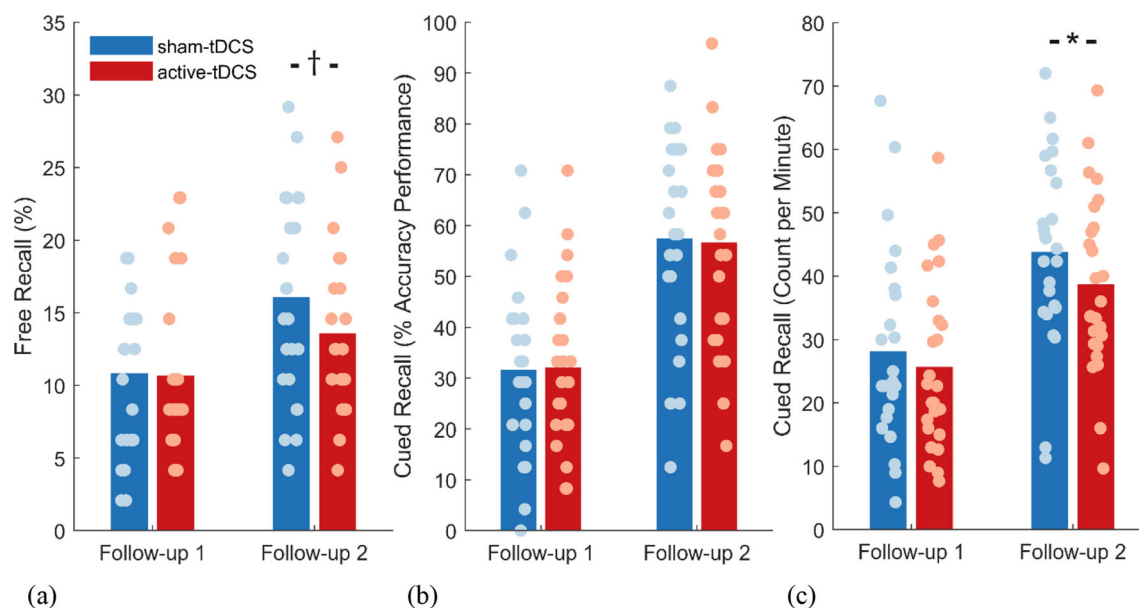 Free Recall (%)
35
30
25
20
15
10
5
0
sham-tDCS
active-tDCS
- † -
Follow-up 1
Follow-up 2
(a)
Cued Recall (% Accuracy Performance)
100
90
80
70
60
50
40
30
20
10
0
Follow-up 1
Follow-up 2
(b)
Cued Recall (Count per Minute)
80
70
60
50
40
30
20
10
0
- * -
Follow-up 1
Follow-up 2
(c)